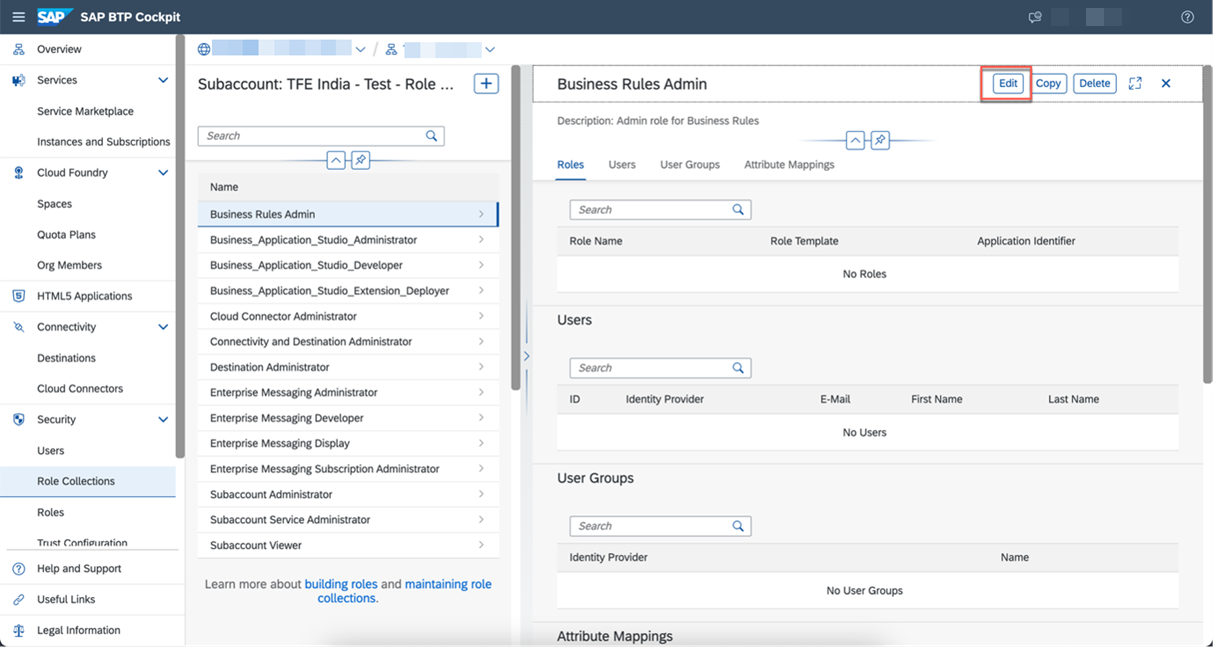 SAP SAP BTP Cockpit
Overview
Services
Service Marketplace
Instances and Subscriptions
Cloud Foundry
Spaces
Quota Plans
Org Members
HTML5 Applications
Connectivity
Destinations
Cloud Connectors
Security
Users
Role Collections
Roles
Trust Configuration
Help and Support
Useful Links
Legal Information
/
Subaccount: TFE India - Test - Role ...
Search
Name
Business Rules Admin
Business_Application_Studio_Administrator
Business_Application_Studio_Developer
Business_Application_Studio_Extension_Deployer
Cloud Connector Administrator
Connectivity and Destination Administrator
Destination Administrator
Enterprise Messaging Administrator
Enterprise Messaging Developer
Enterprise Messaging Display
Enterprise Messaging Subscription Administrator
Subaccount Administrator
Subaccount Service Administrator
Subaccount Viewer
Learn more about building roles and maintaining role
collections.
Business Rules Admin Edit Copy Delete
Description: Admin role for Business Rules
Roles Users User Groups Attribute Mappings
Search
Role Name Role Template Application Identifier
No Roles
Users
Search
ID Identity Provider E-Mail First Name Last Name
No Users
User Groups
Search
Identity Provider Name
No User Groups
Attribute Mappings